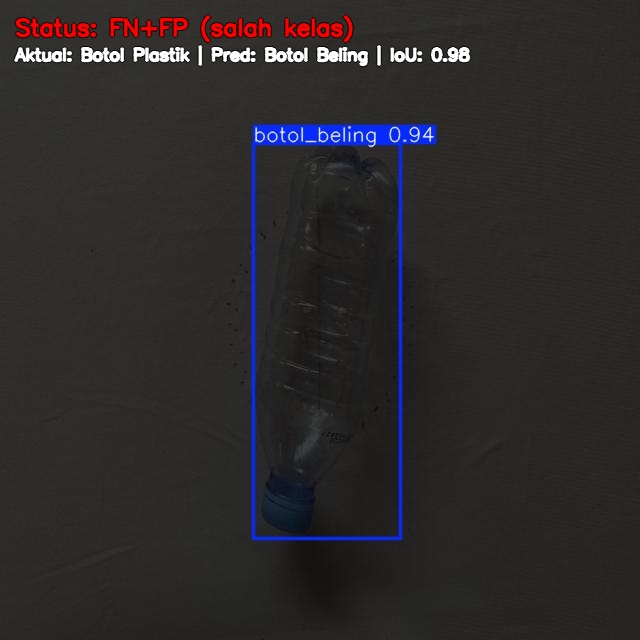 Status: FN+FP (salah kelas)
Aktual: Botol Plastik | Pred: Botol Beling | IoU: 0.98
botol_beling 0.94